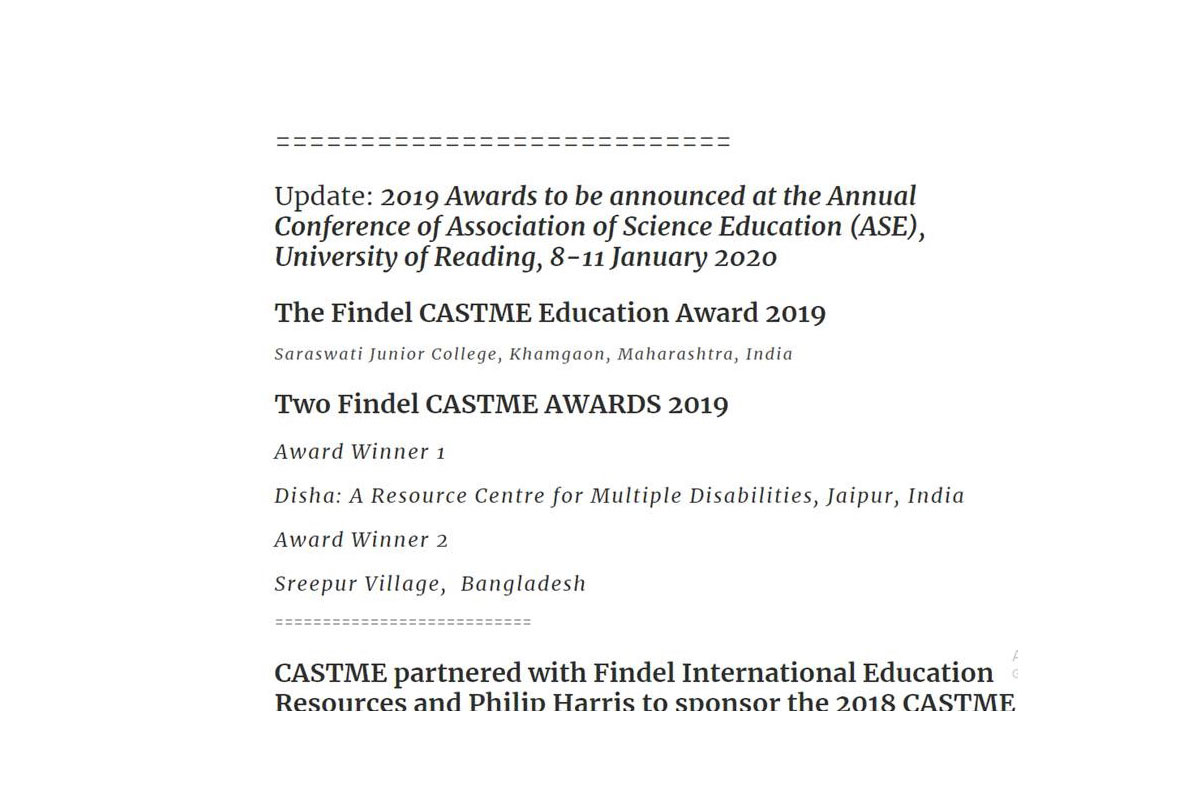 ===========================
Update: 2019 Awards to be announced at the Annual
Conference of Association of Science Education (ASE),
University of Reading, 8-11 January 2020
The Findel CASTME Education Award 2019
Saraswati Junior College, Khamgaon, Maharashtra, India
Two Findel CASTME AWARDS 2019
Award Winner 1
Disha: A Resource Centre for Multiple Disabilities, Jaipur, India
Award Winner 2
Sreepur Village,  Bangladesh
===========================
CASTME partnered with Findel International Education
Resources and Philip Harris to sponsor the 2018 CASTME